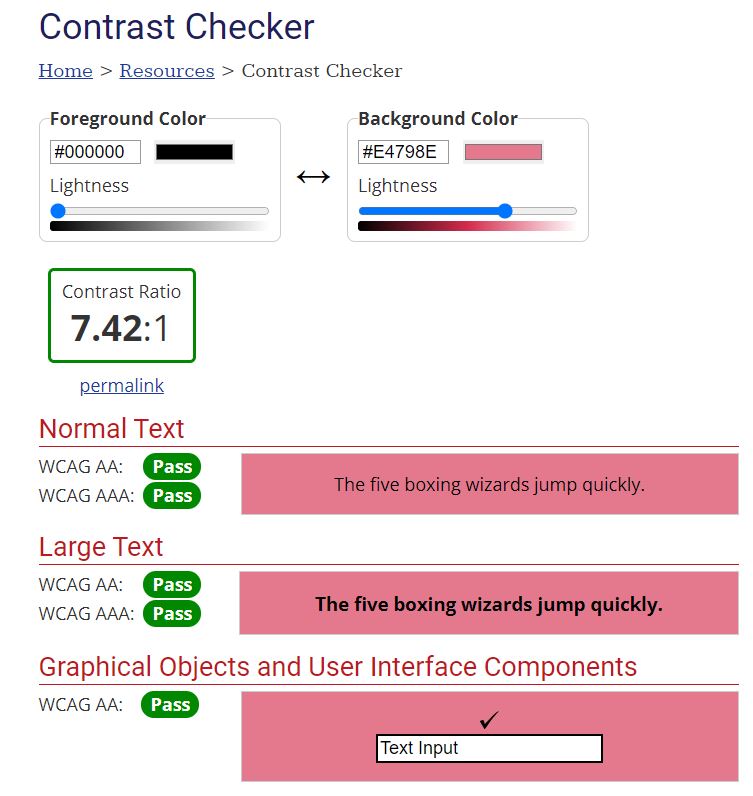 Contrast Checker
Home > Resources > Contrast Checker
Foreground Color
#000000
Lightness
Background Color
#E4798E
Lightness
Contrast Ratio
7.42:1
permalink
Normal Text
WCAG AA: Pass
WCAG AAA: Pass
The five boxing wizards jump quickly.
Large Text
WCAG AA: Pass
WCAG AAA: Pass
The five boxing wizards jump quickly.
Graphical Objects and User Interface Components
WCAG AA: Pass
Text Input